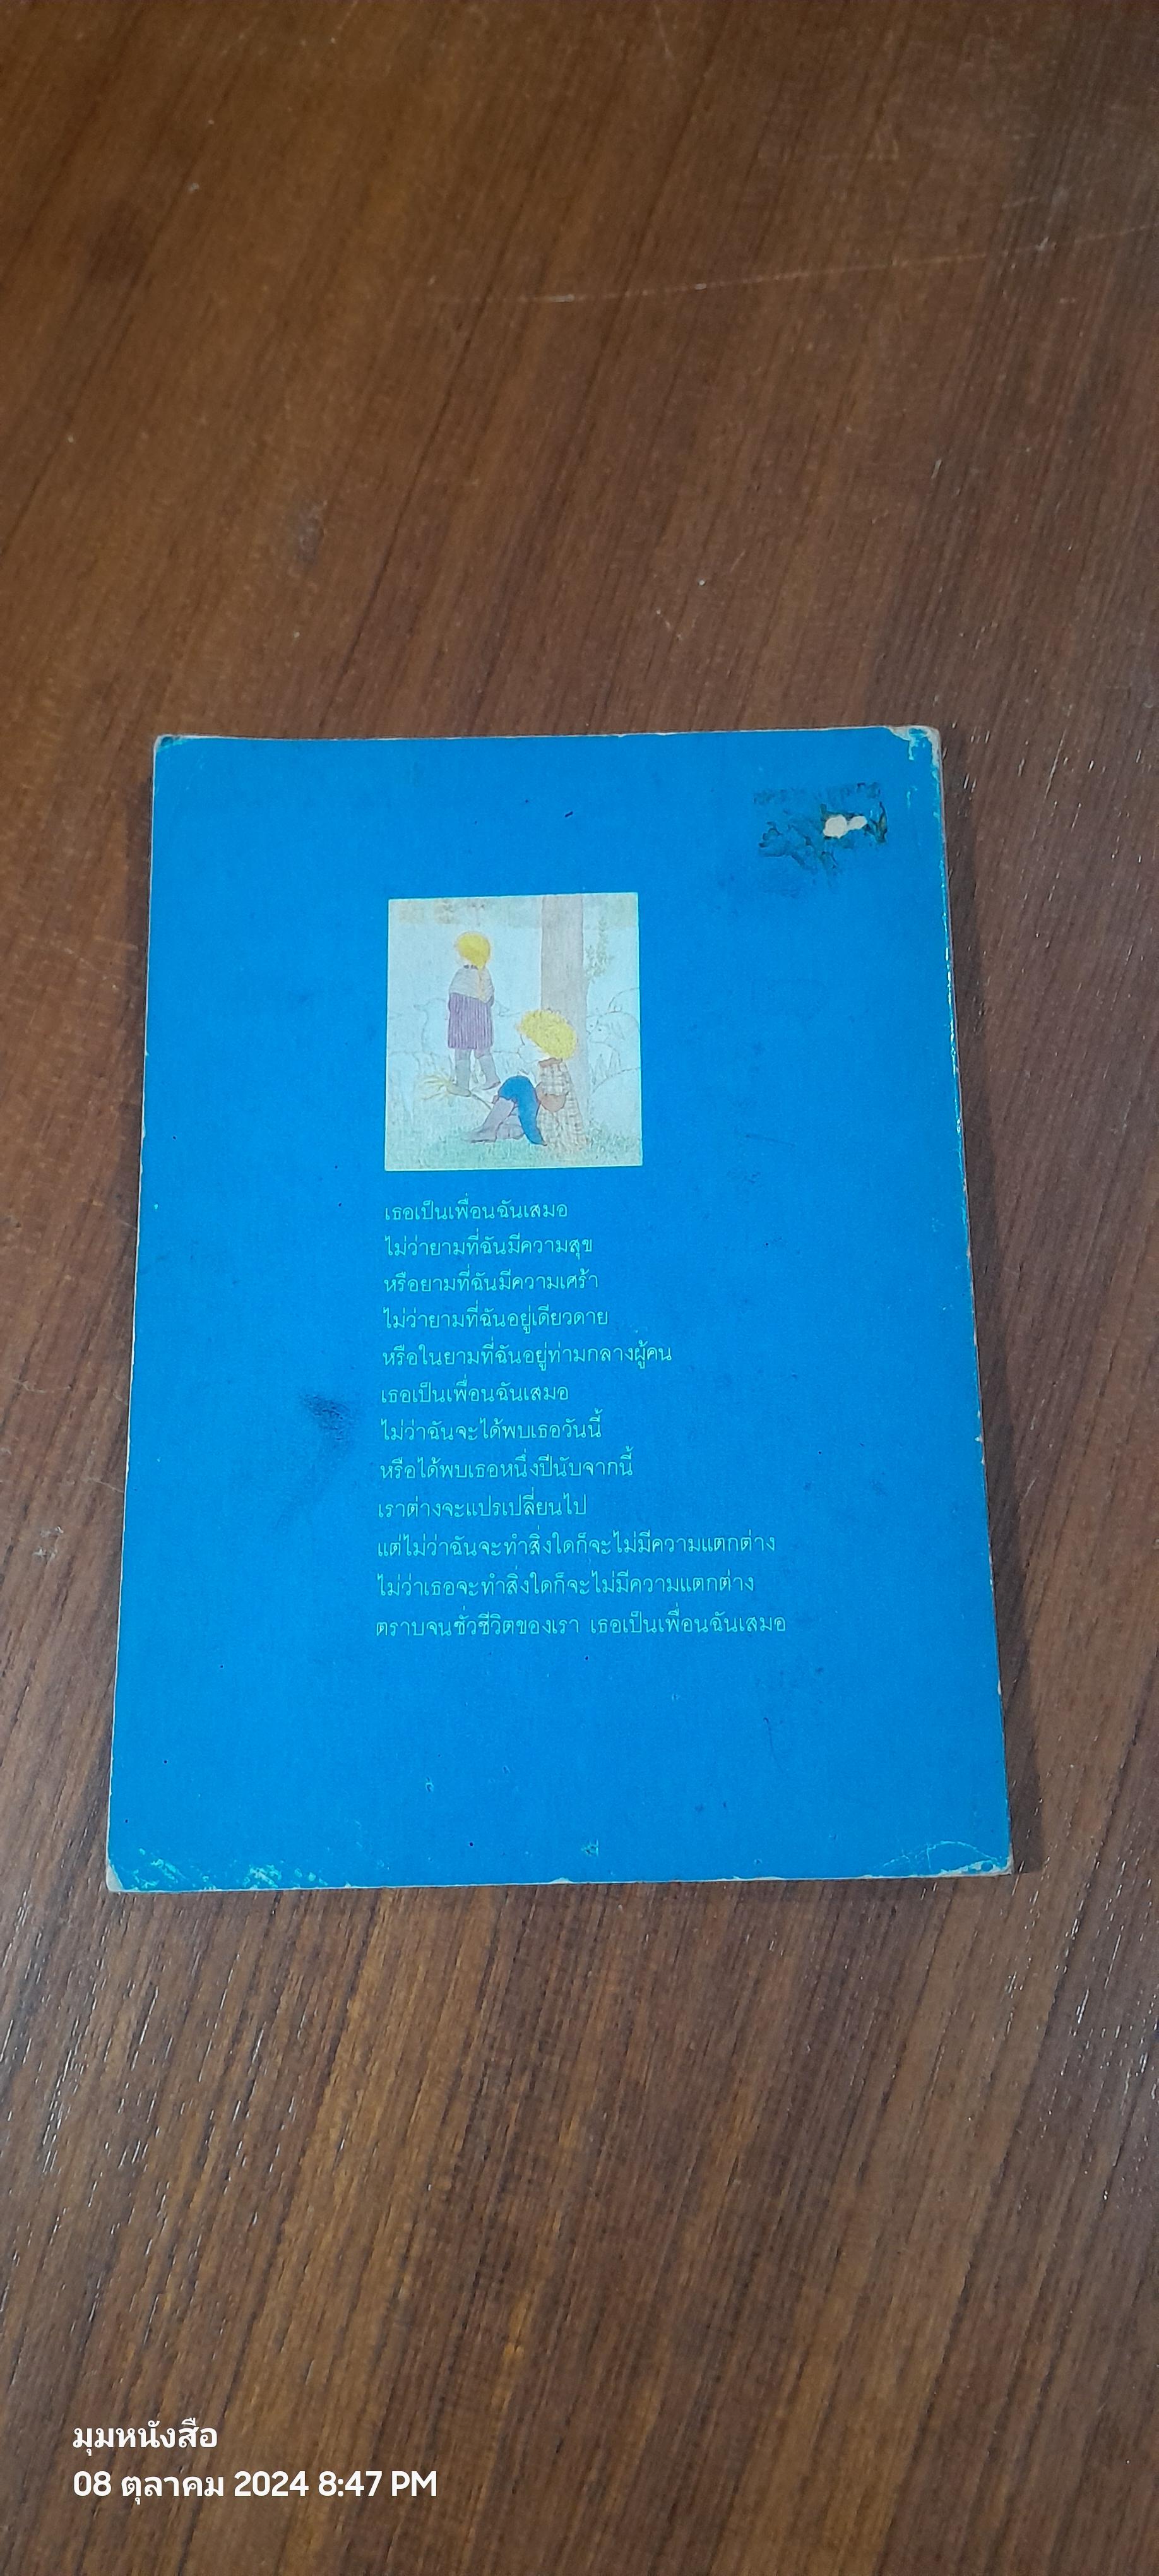 เธอเป็นเพื่อนฉันเสมอ
ไม่ว่ายามที่ฉันมีความสุข
หรือยามที่ฉันมีความเศร้า
ไม่ว่ายามที่ฉันอยู่เดียวดาย
หรือในยามที่ฉันอยู่ท่ามกลางผู้คน
เธอเป็นเพื่อนฉันเสมอ
ไม่ว่าฉันจะได้พบเธอวันนี้
หรือได้พบเธอหนึ่งปีนับจากนี้
เราต่างจะแปรเปลี่ยนไป
แต่ไม่ว่าฉันจะทำสิ่งใดก็จะไม่มีความแตกต่าง
ไม่ว่าเธอจะทำสิ่งใดก็จะไม่มีความแตกต่าง
ตราบจนชั่วชีวิตของเรา เธอเป็นเพื่อนฉันเสมอ
มุมหนังสือ
08 ตุลาคม 2024 8:47 PM